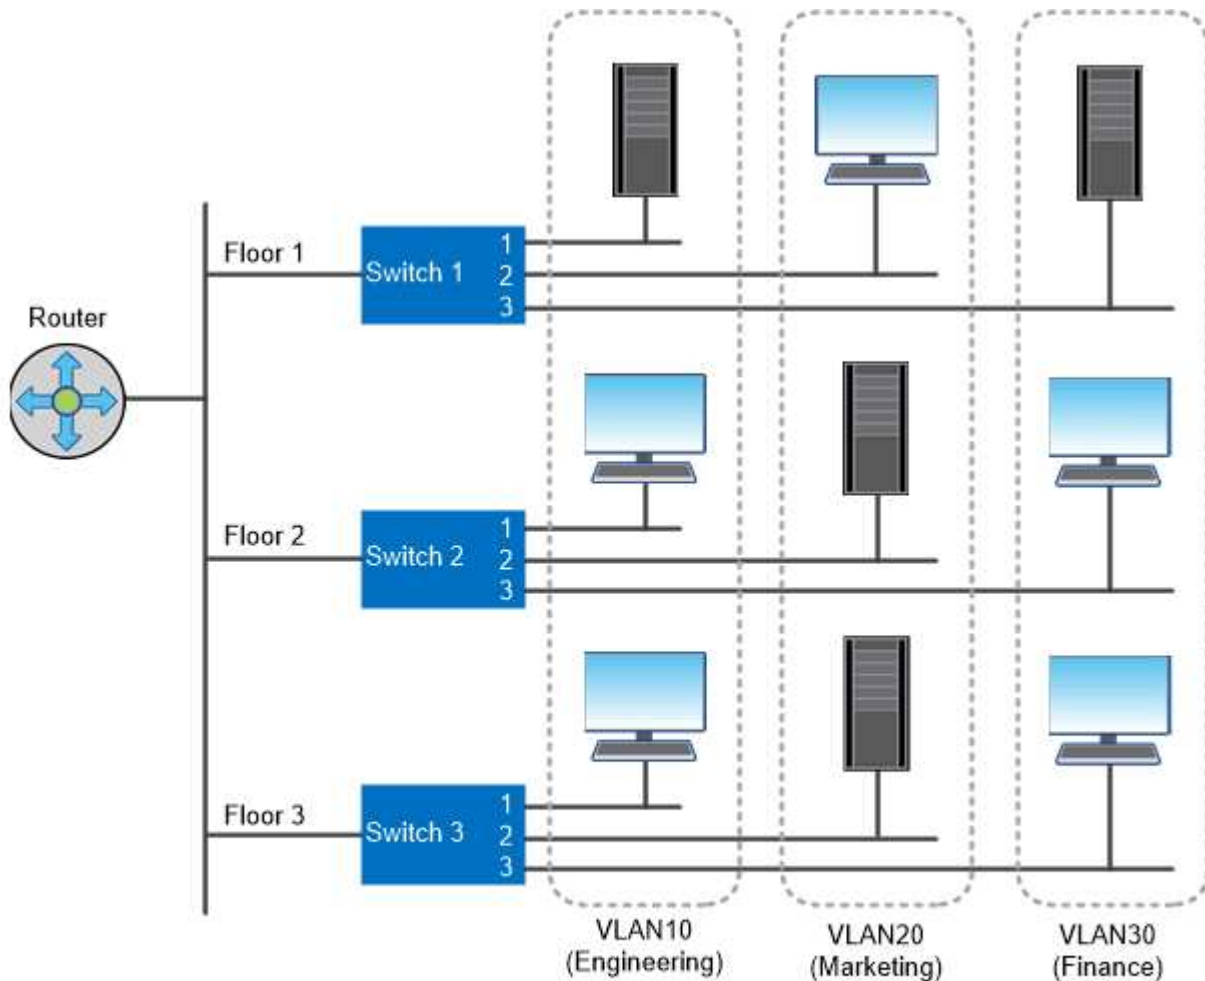 Router
Floor 1
Switch 1
1
2
3
Floor 2
Switch 2
1
2
3
Floor 3
Switch 3
1
2
3
VLAN10
(Engineering)
VLAN20
(Marketing)
VLAN30
(Finance)